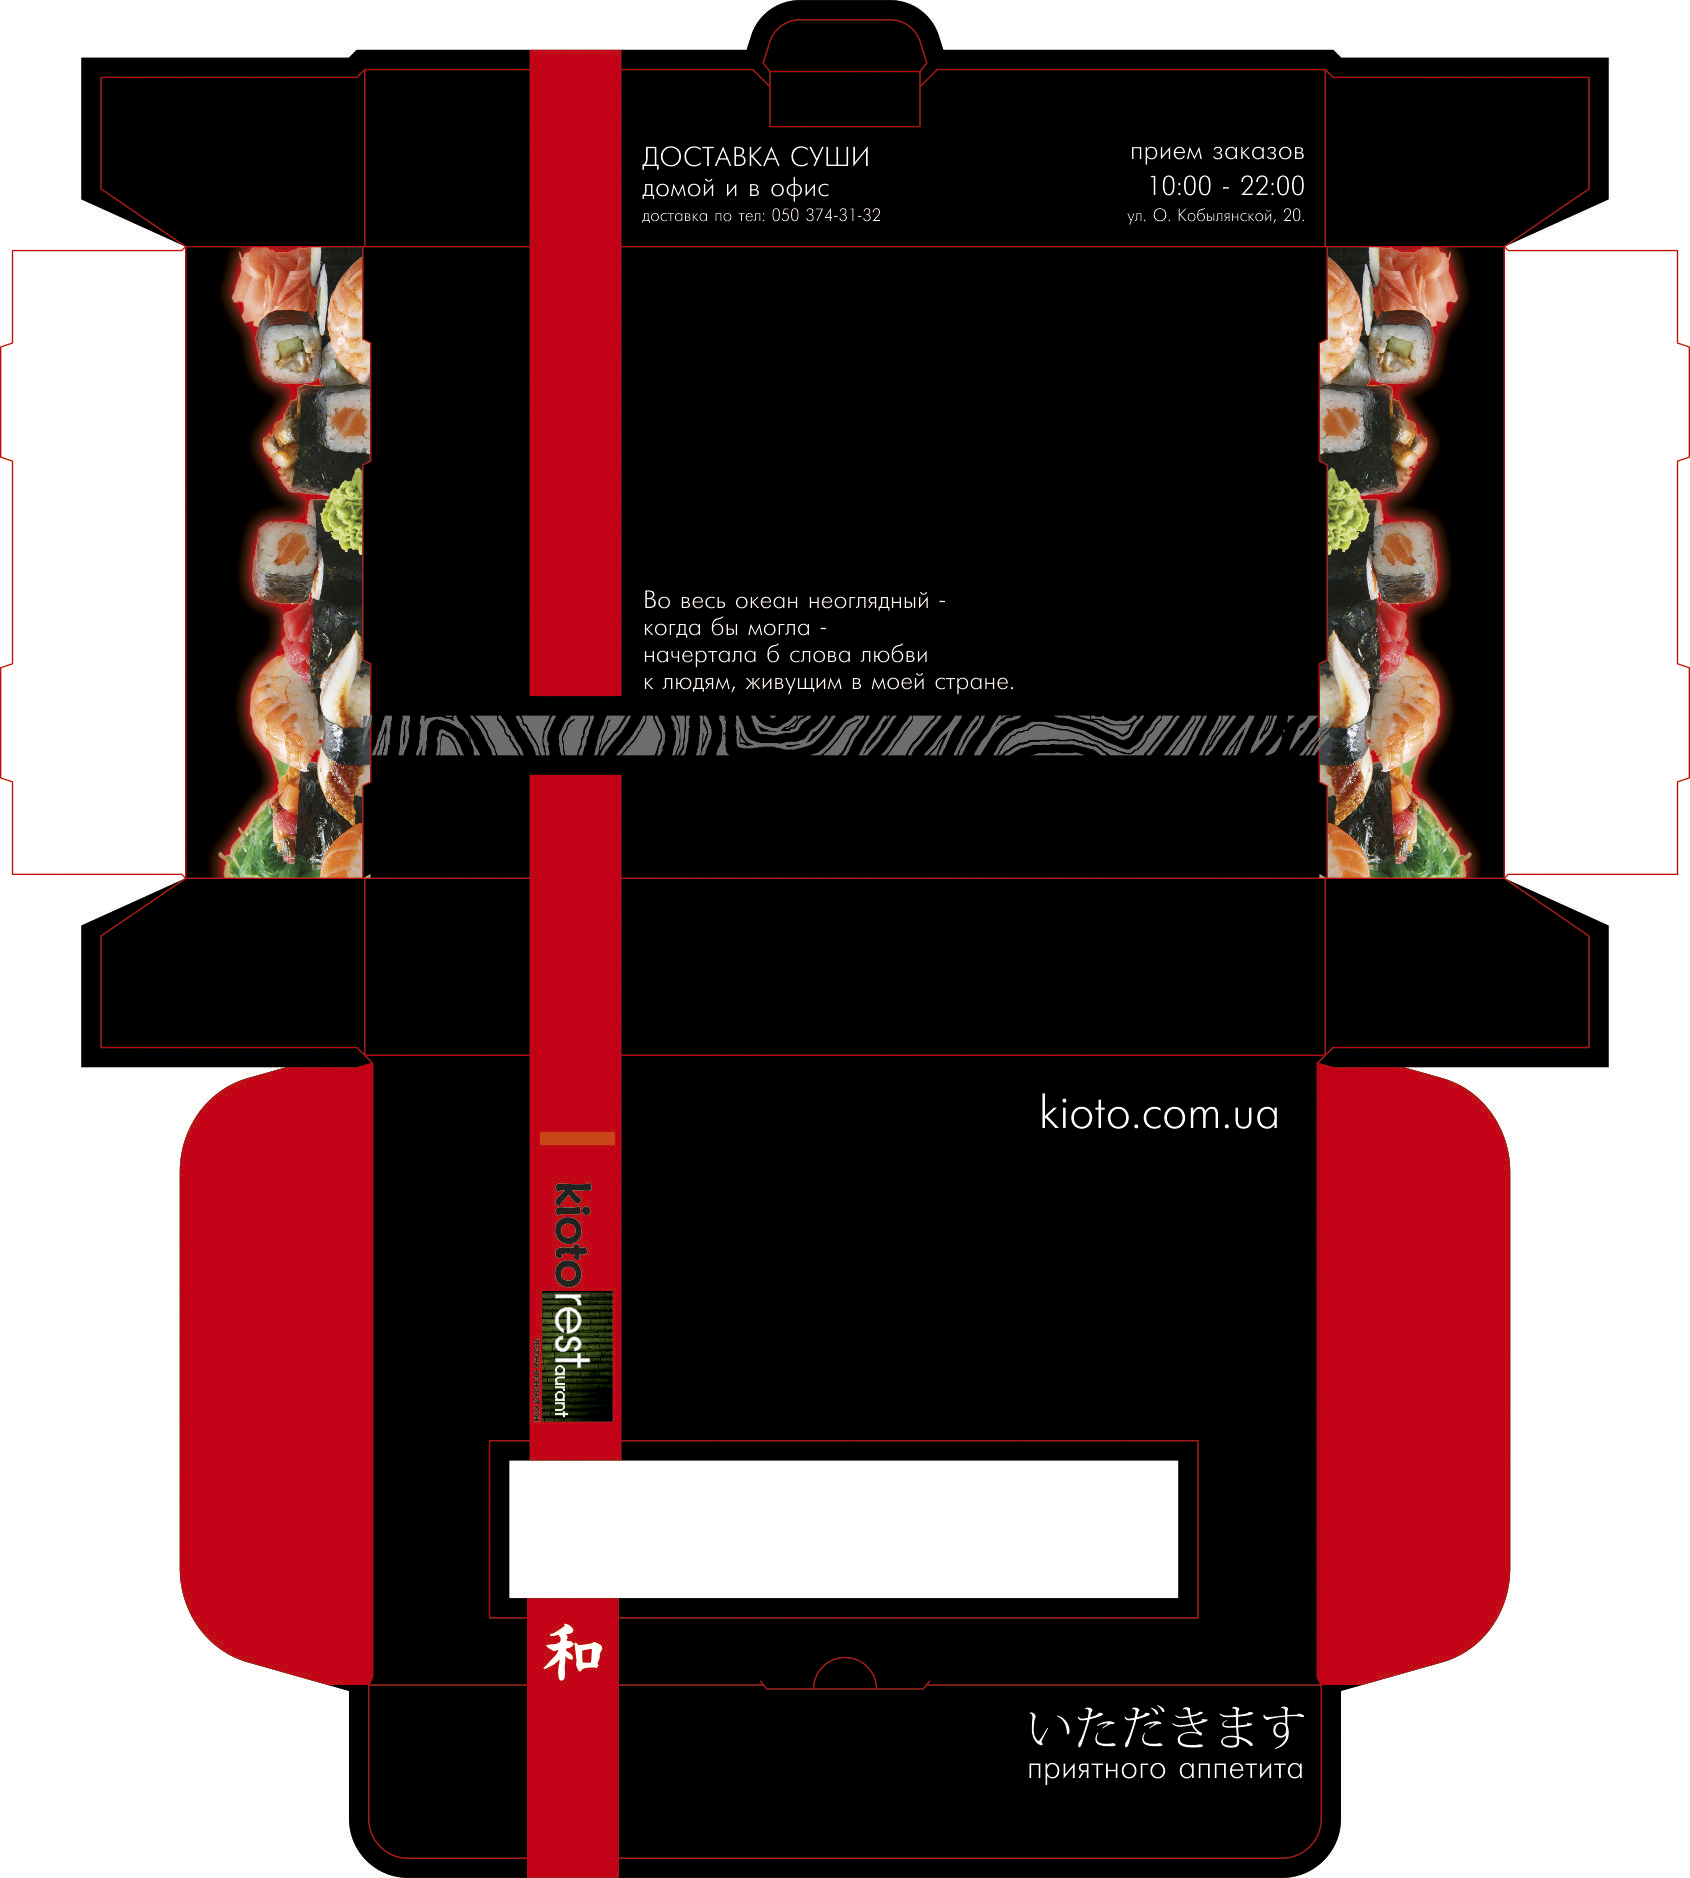 ДОСТАВКА СУШИ
домой и в офис
доставка по тел: 050 374-31-32
прием заказов
10:00 - 22:00
ул. О. Кобылянской, 20.
Во весь океан неоглядный -
когда бы могла -
начертала б слова любви
к людям, живущим в моей стране.
kioto.com.ua
kiotorestaurant
和
いただきます
приятного аппетита